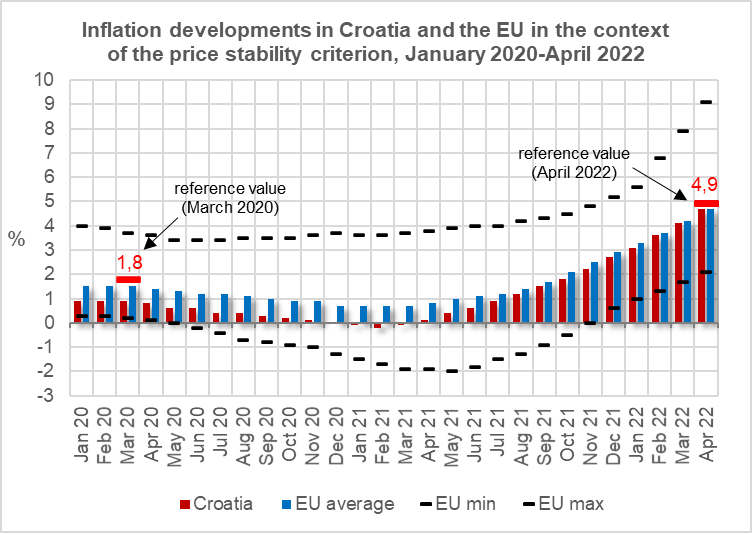 Inflation developments in Croatia and the EU in the context
of the price stability criterion, January 2020-April 2022
10
9
8
7
6
5
4
3
2
1
0
-1
-2
-3
%
reference value
(March 2020)
1,8
reference value
(April 2022)
4,9
Jan 20
Feb 20
Mar 20
Apr 20
May 20
Jun 20
Jul 20
Aug 20
Sep 20
Oct 20
Nov 20
Dec 20
Jan 21
Feb 21
Mar 21
Apr 21
May 21
Jun 21
Jul 21
Aug 21
Sep 21
Oct 21
Nov 21
Dec 21
Jan 22
Feb 22
Mar 22
Apr 22
Croatia
EU average
EU min
EU max